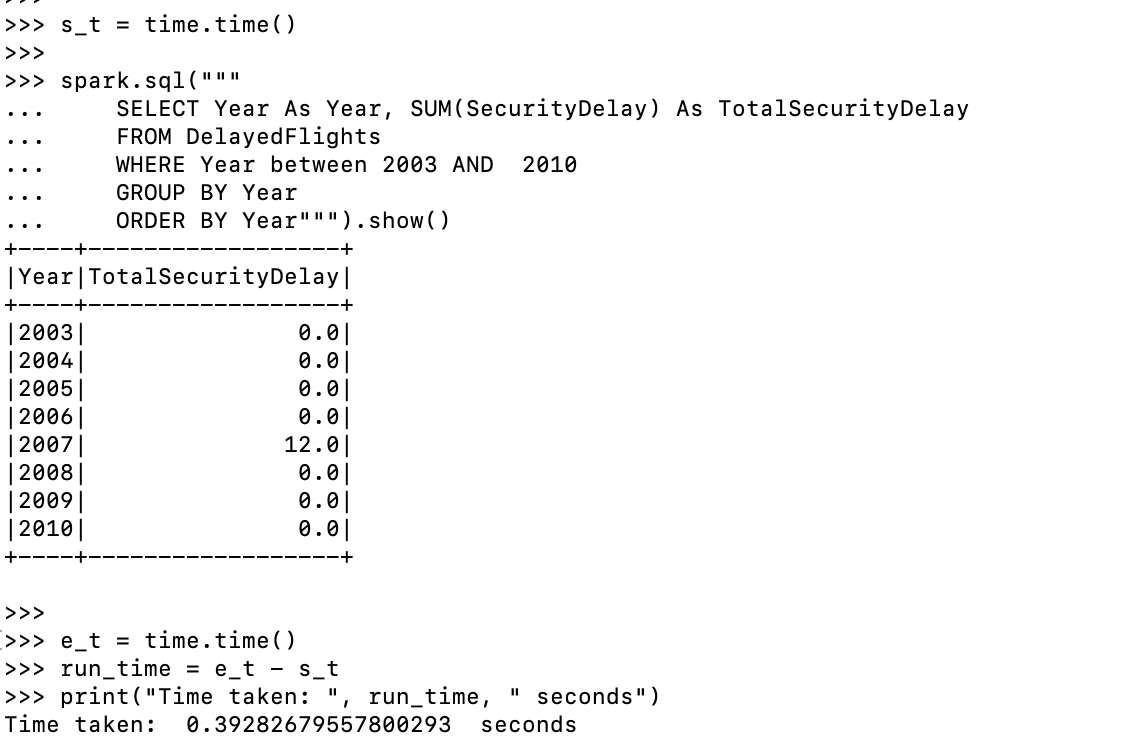 >>>
>>> s_t = time.time()
>>>
>>> spark.sql("""
...     SELECT Year As Year, SUM(SecurityDelay) As TotalSecurityDelay
...     FROM DelayedFlights
...     WHERE Year between 2003 AND  2010
...     GROUP BY Year
...     ORDER BY Year""").show()
+----+------------------+
|Year|TotalSecurityDelay|
+----+------------------+
|2003|               0.0|
|2004|               0.0|
|2005|               0.0|
|2006|               0.0|
|2007|              12.0|
|2008|               0.0|
|2009|               0.0|
|2010|               0.0|
+----+------------------+

>>>
>>> e_t = time.time()
>>> run_time = e_t - s_t
>>> print("Time taken: ", run_time, " seconds")
Time taken:  0.39282679557800293  seconds